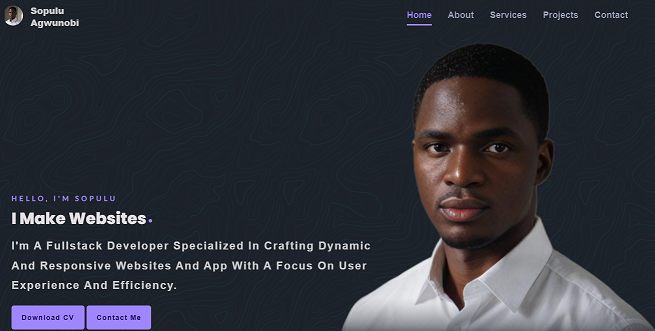 Sopulu
Agwunobi
Home About Services Projects Contact
HELLO, I'M SOPULU
I Make Websites.
I'm A Fullstack Developer Specialized In Crafting Dynamic
And Responsive Websites And App With A Focus On User
Experience And Efficiency.
Download CV Contact Me